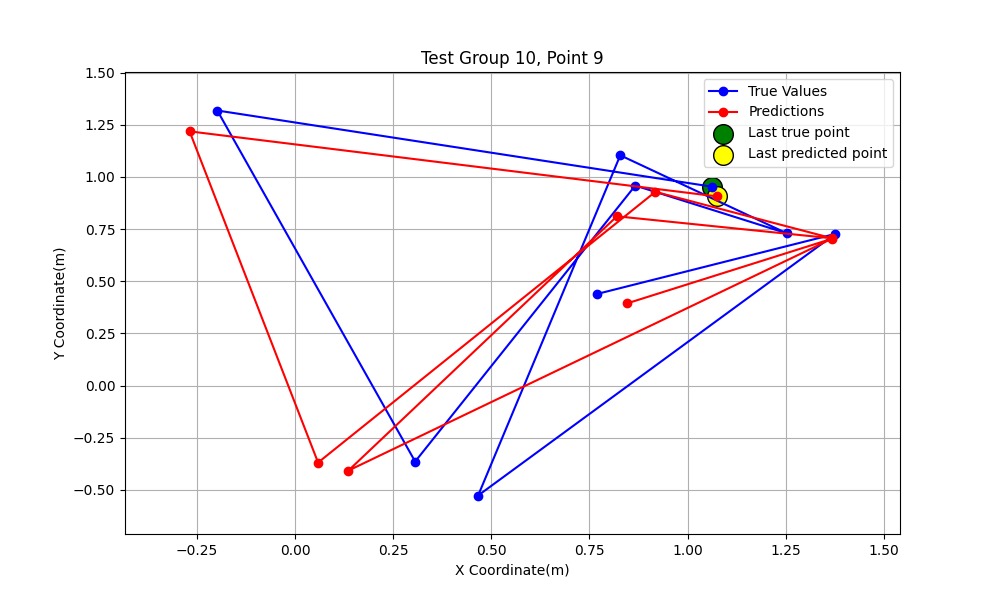 Test Group 10, Point 9
True Values
Predictions
Last true point
Last predicted point
Y Coordinate(m)
1.50
1.25
1.00
0.75
0.50
0.25
0.00
−0.25
−0.50
−0.25
0.00
0.25
0.50
0.75
1.00
1.25
1.50
X Coordinate(m)